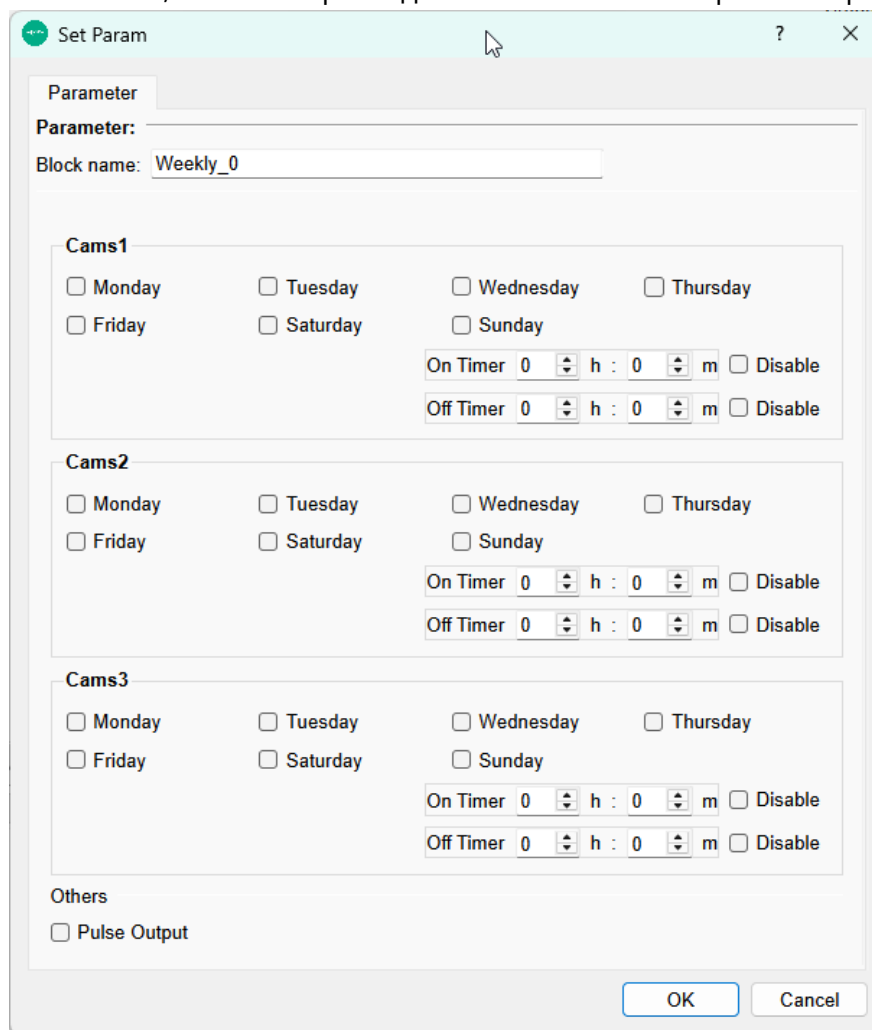 Set Param ? ×
Parameter
Parameter:
Block name: Weekly_0
Cams1
Monday Tuesday Wednesday Thursday
Friday Saturday Sunday
On Timer 0 h : 0 m Disable
Off Timer 0 h : 0 m Disable
Cams2
Monday Tuesday Wednesday Thursday
Friday Saturday Sunday
On Timer 0 h : 0 m Disable
Off Timer 0 h : 0 m Disable
Cams3
Monday Tuesday Wednesday Thursday
Friday Saturday Sunday
On Timer 0 h : 0 m Disable
Off Timer 0 h : 0 m Disable
Others
Pulse Output
OK Cancel